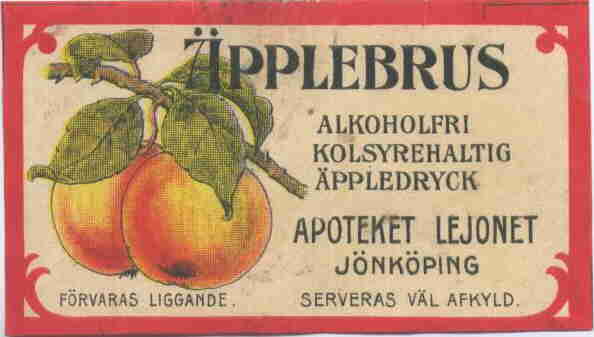 ÄPPLEBRUS
ALKOHOLFRI
KOLSYREHALTIG
ÄPPLEDRYCK
APOTEKET LEJONET
JÖNKÖPING
FÖRVARAS LIGGANDE. SERVERAS VÄL AFKYLD.